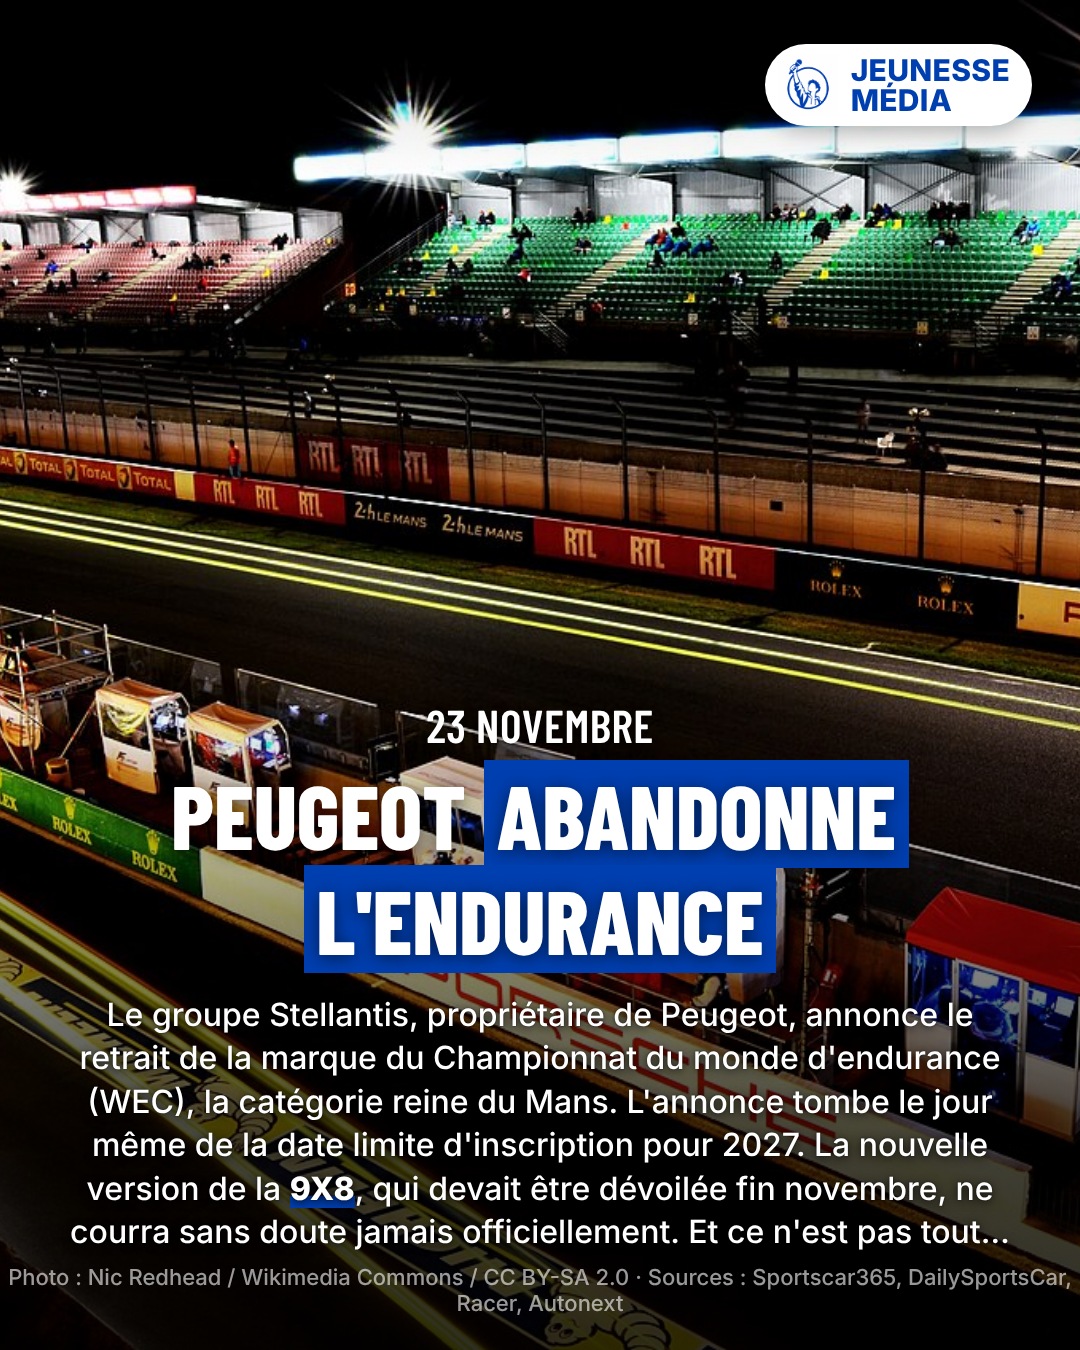 JEUNESSE
MÉDIA
TOTAL TOTAL TOTAL
RTL RTL RTL
RTL RTL RTL
24h LE MANS 24h LE MANS
RTL RTL RTL
ROLEX ROLEX
ROLEX
ROLEX
23 NOVEMBRE
PEUGEOT ABANDONNE
L'ENDURANCE
Le groupe Stellantis, propriétaire de Peugeot, annonce le
retrait de la marque du Championnat du monde d'endurance
(WEC), la catégorie reine du Mans. L'annonce tombe le jour
même de la date limite d'inscription pour 2027. La nouvelle
version de la 9X8, qui devait être dévoilée fin novembre, ne
courra sans doute jamais officiellement. Et ce n'est pas tout...
Photo : Nic Redhead / Wikimedia Commons / CC BY-SA 2.0 · Sources : Sportscar365, DailySportsCar,
Racer, Autonext